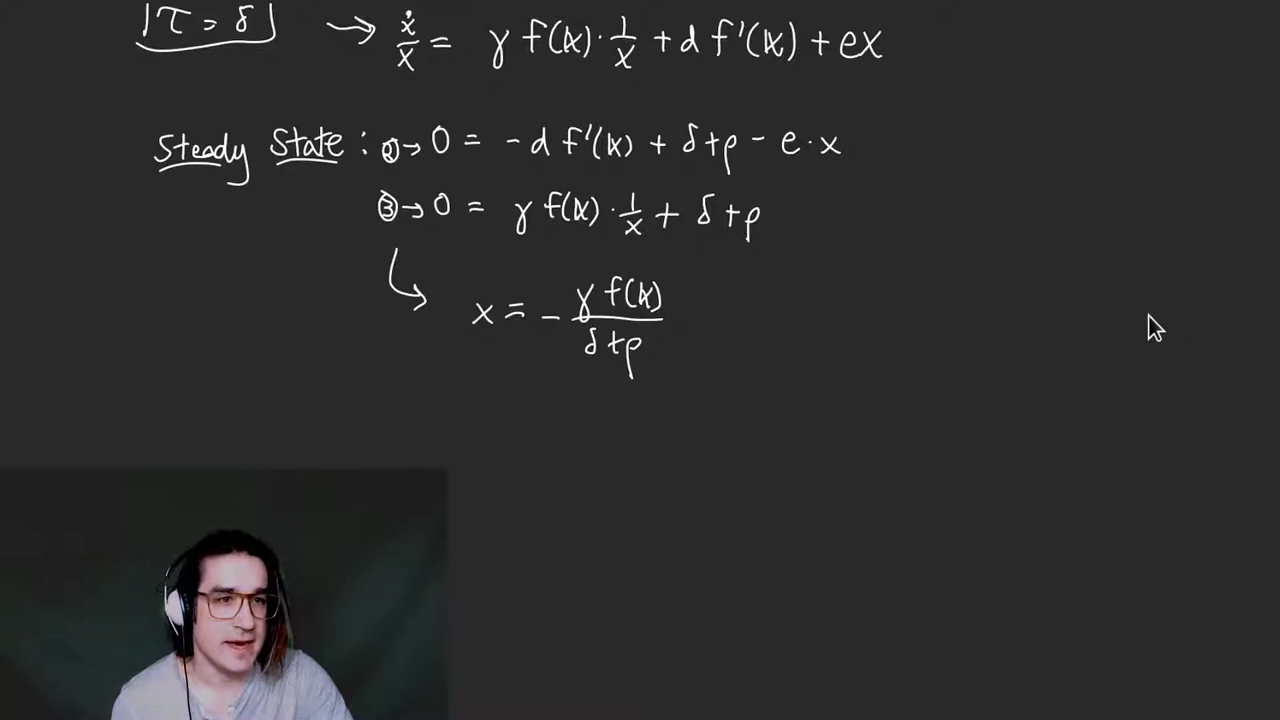 |τ = δ| → ẋ/x = γ f(k)·1/x + d f'(k) + ex
Steady State: ②→ 0 = - d f'(k) + δ+ρ - e·x
③→ 0 = γ f(k)·1/x + δ+ρ
↳ x = - γ f(k)/(δ+ρ)